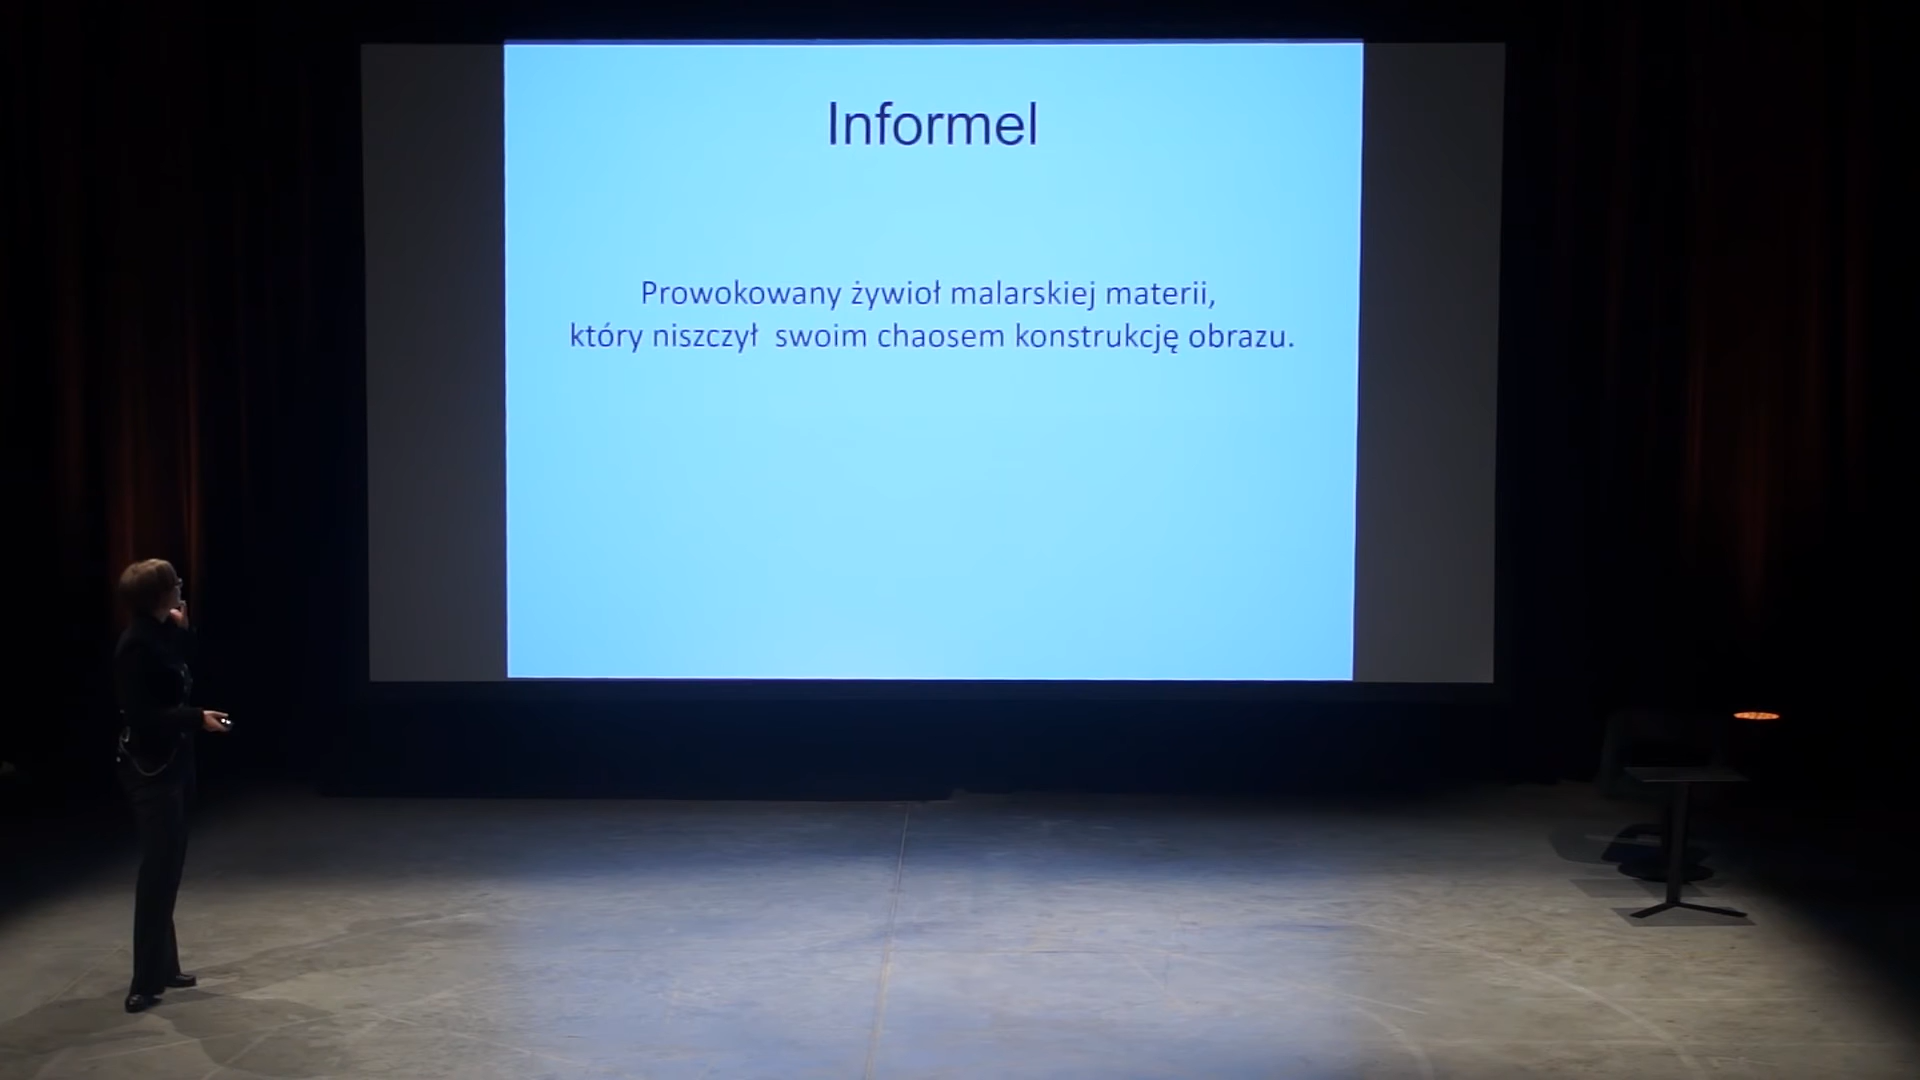 Informel
Prowokowany żywioł malarskiej materii,
który niszczył swoim chaosem konstrukcję obrazu.